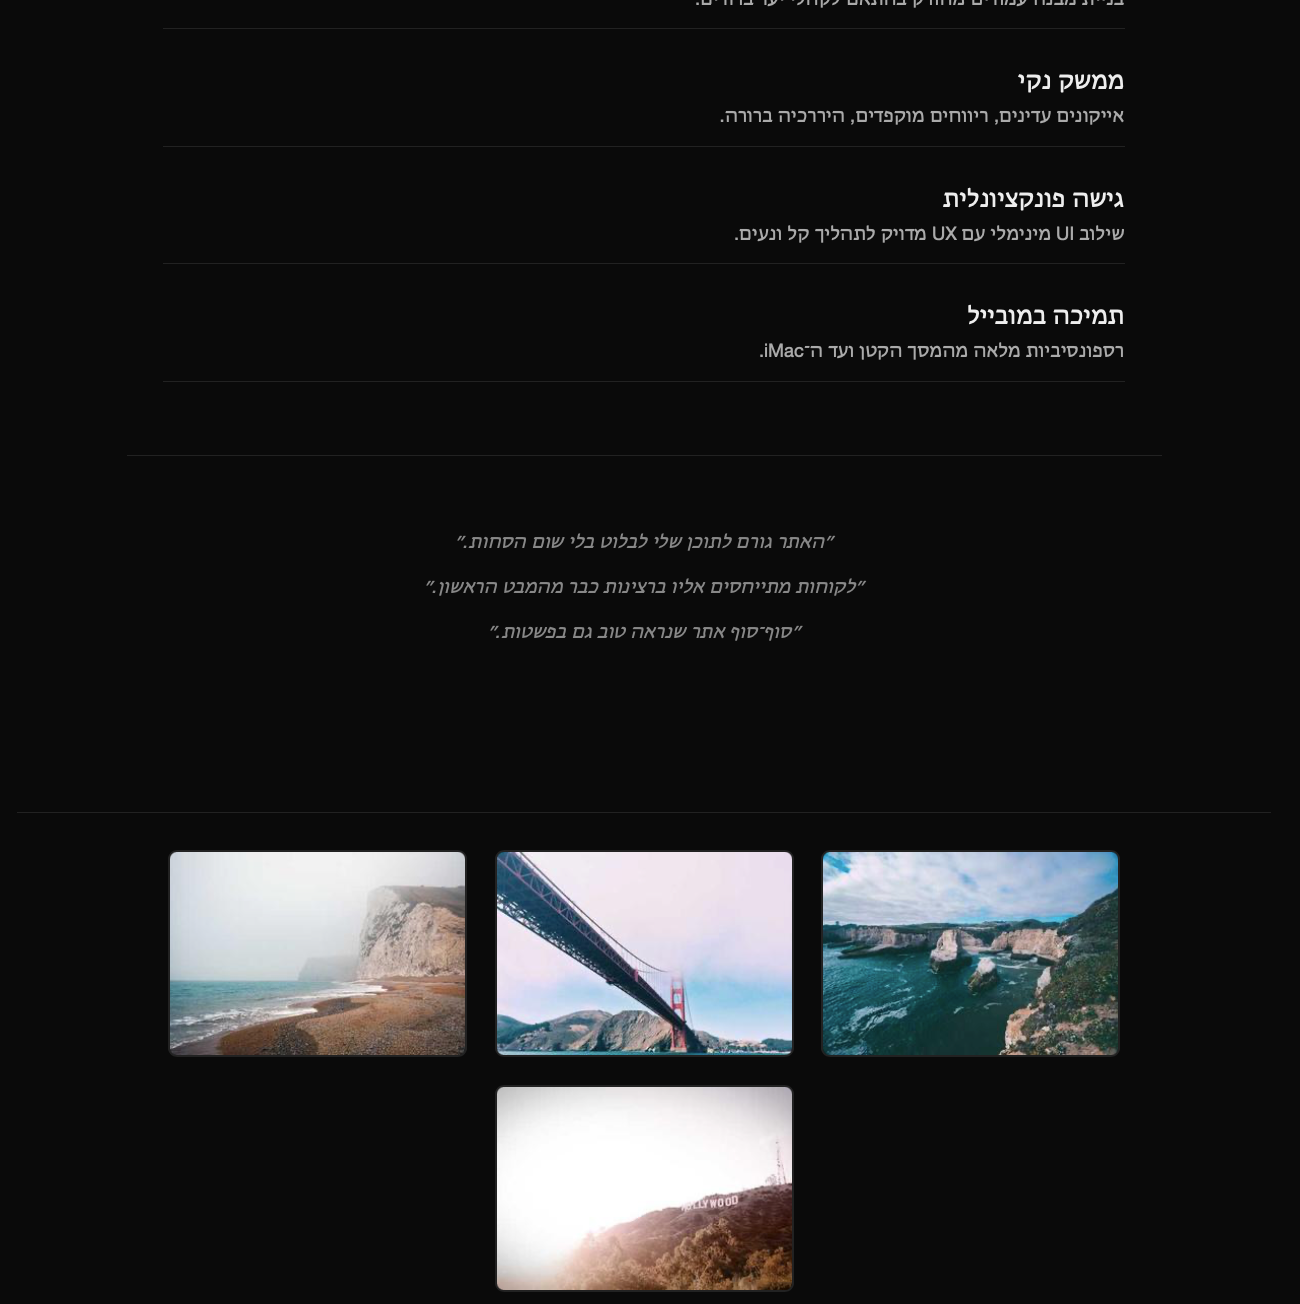 ממשק נקי
אייקונים עדינים, ריווחים מוקפדים, היררכיה ברורה.
גישה פונקציונלית
שילוב UI מינימלי עם UX מדויק לתהליך קל ונעים.
תמיכה במובייל
רספונסיביות מלאה מהמסך הקטן ועד ה־iMac.
״האתר גורם לתוכן שלי לבלוט בלי שום הסחות.״
״לקוחות מתייחסים אליו ברצינות כבר מהמבט הראשון.״
״סוף־סוף אתר שנראה טוב גם בפשטות.״
HOLLYWOOD